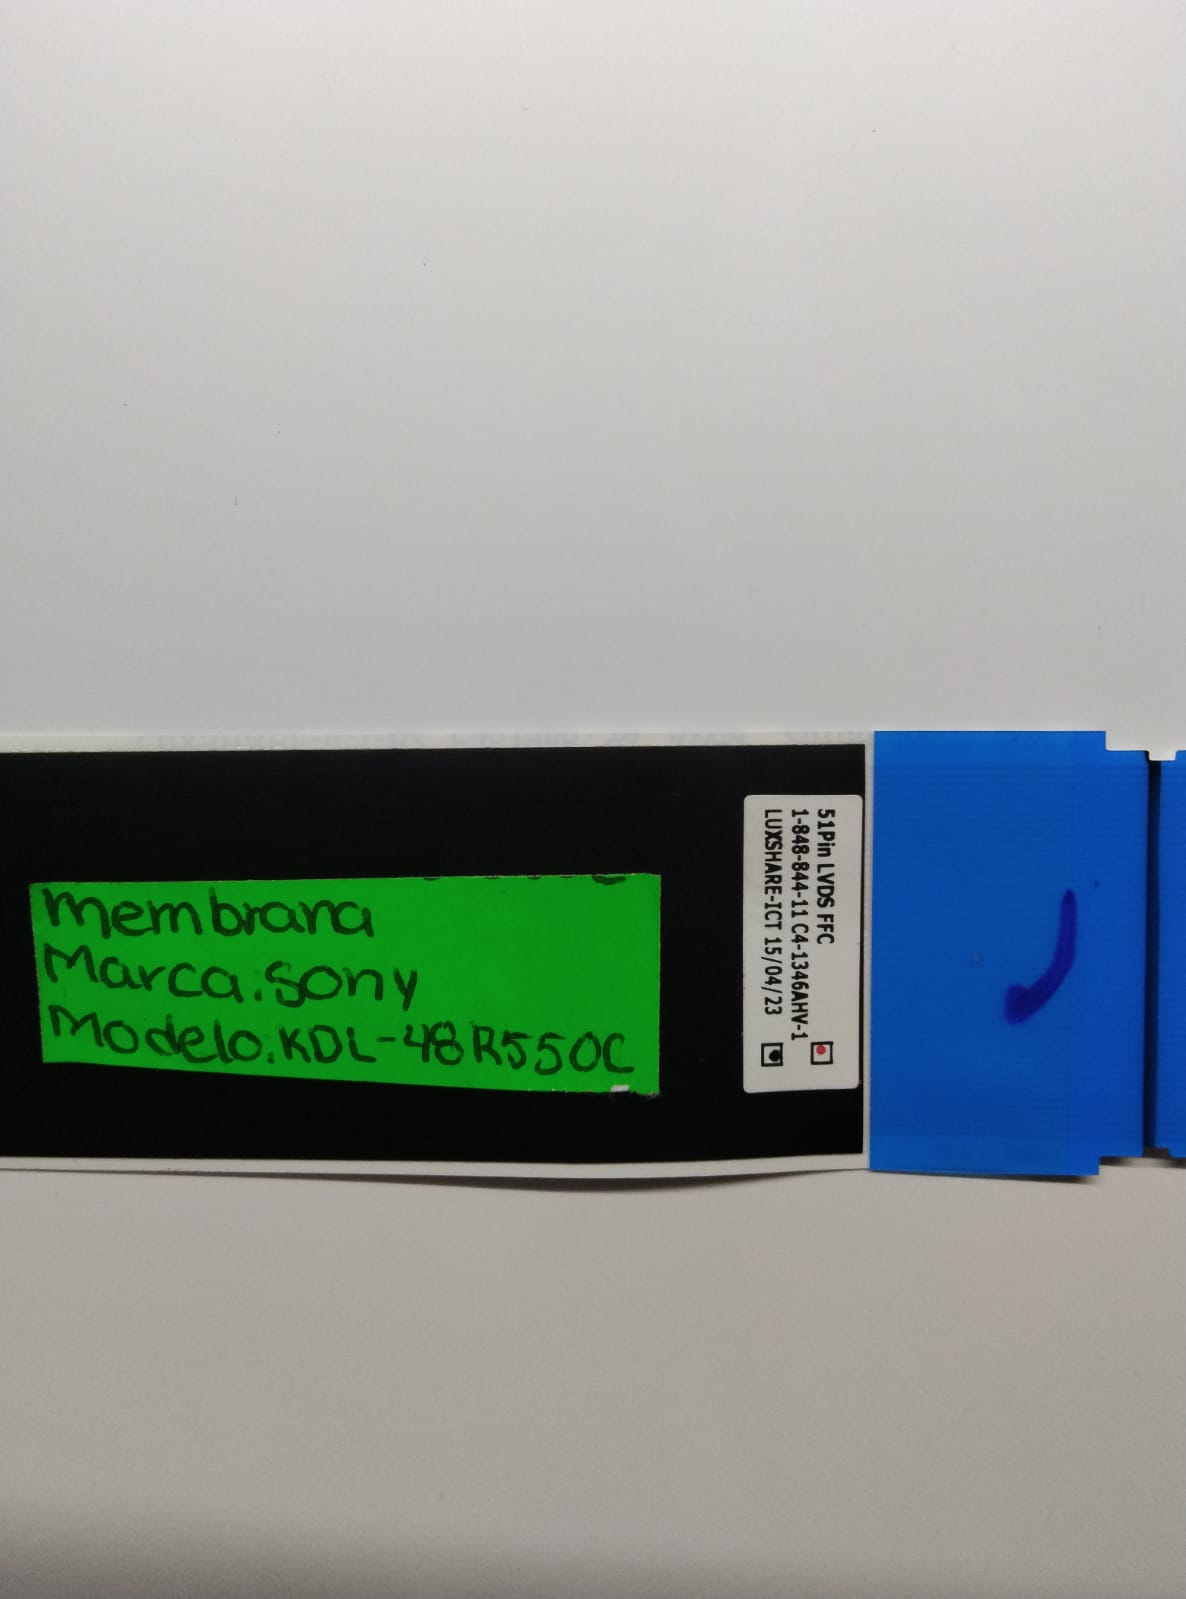 membrana
Marca.sony
Modelo.KDL-48R550C
51Pin LVDS FFC
1-848-844-11 C4-1346AHV-1
LUXSHARE-ICT 15/04/23